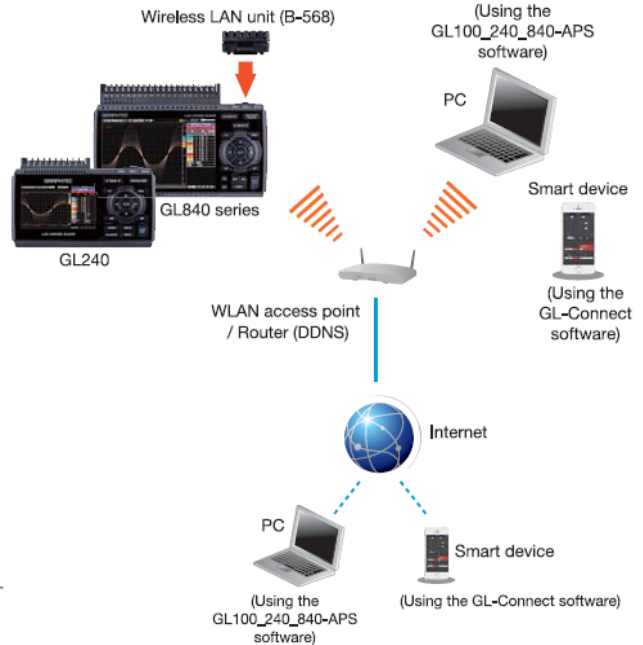 Wireless LAN unit (B-568)
(Using the
GL100_240_840-APS
software)
PC
GRAPHTEC
GL840 series
GRAPHTEC
GL240
Smart device
(Using the
GL-Connect
software)
WLAN access point
/ Router (DDNS)
Internet
PC
(Using the
GL100_240_840-APS
software)
Smart device
(Using the GL-Connect software)